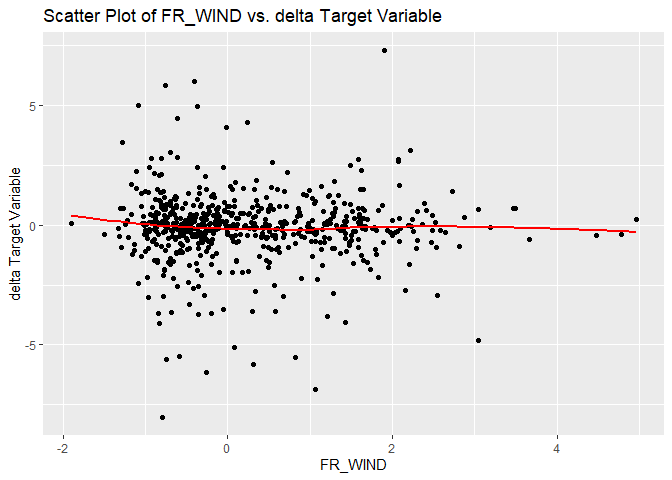 Scatter Plot of FR_WIND vs. delta Target Variable
delta Target Variable
5
0
-5
-2
0
2
4
FR_WIND